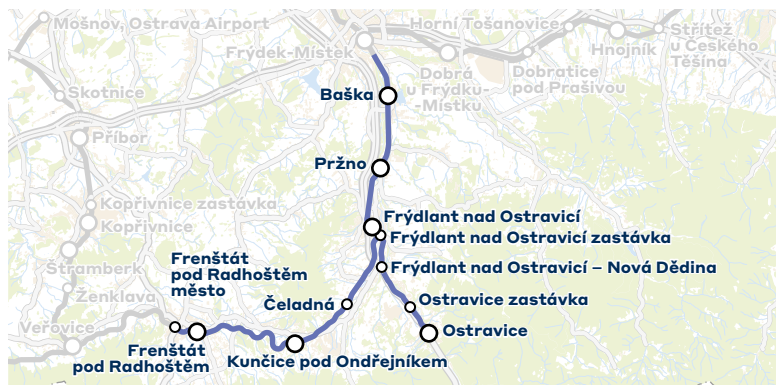 Mošnov, Ostrava Airport
Horní Tošanovice
Střítež
u Českého
Těšína
Hnojník
Frýdek-Místek
Dobrá
u Frýdku-
-Místku
Dobratice
pod Prašivou
Skotnice
Baška
Příbor
Pržno
Kopřivnice zastávka
Kopřivnice
Frýdlant nad Ostravicí
Frýdlant nad Ostravicí zastávka
Frýdlant nad Ostravicí – Nová Dědina
Štramberk
Frenštát
pod Radhoštěm
město
Ženklava
Čeladná
Ostravice zastávka
Veřovice
Ostravice
Frenštát
pod Radhoštěm
Kunčice pod Ondřejníkem